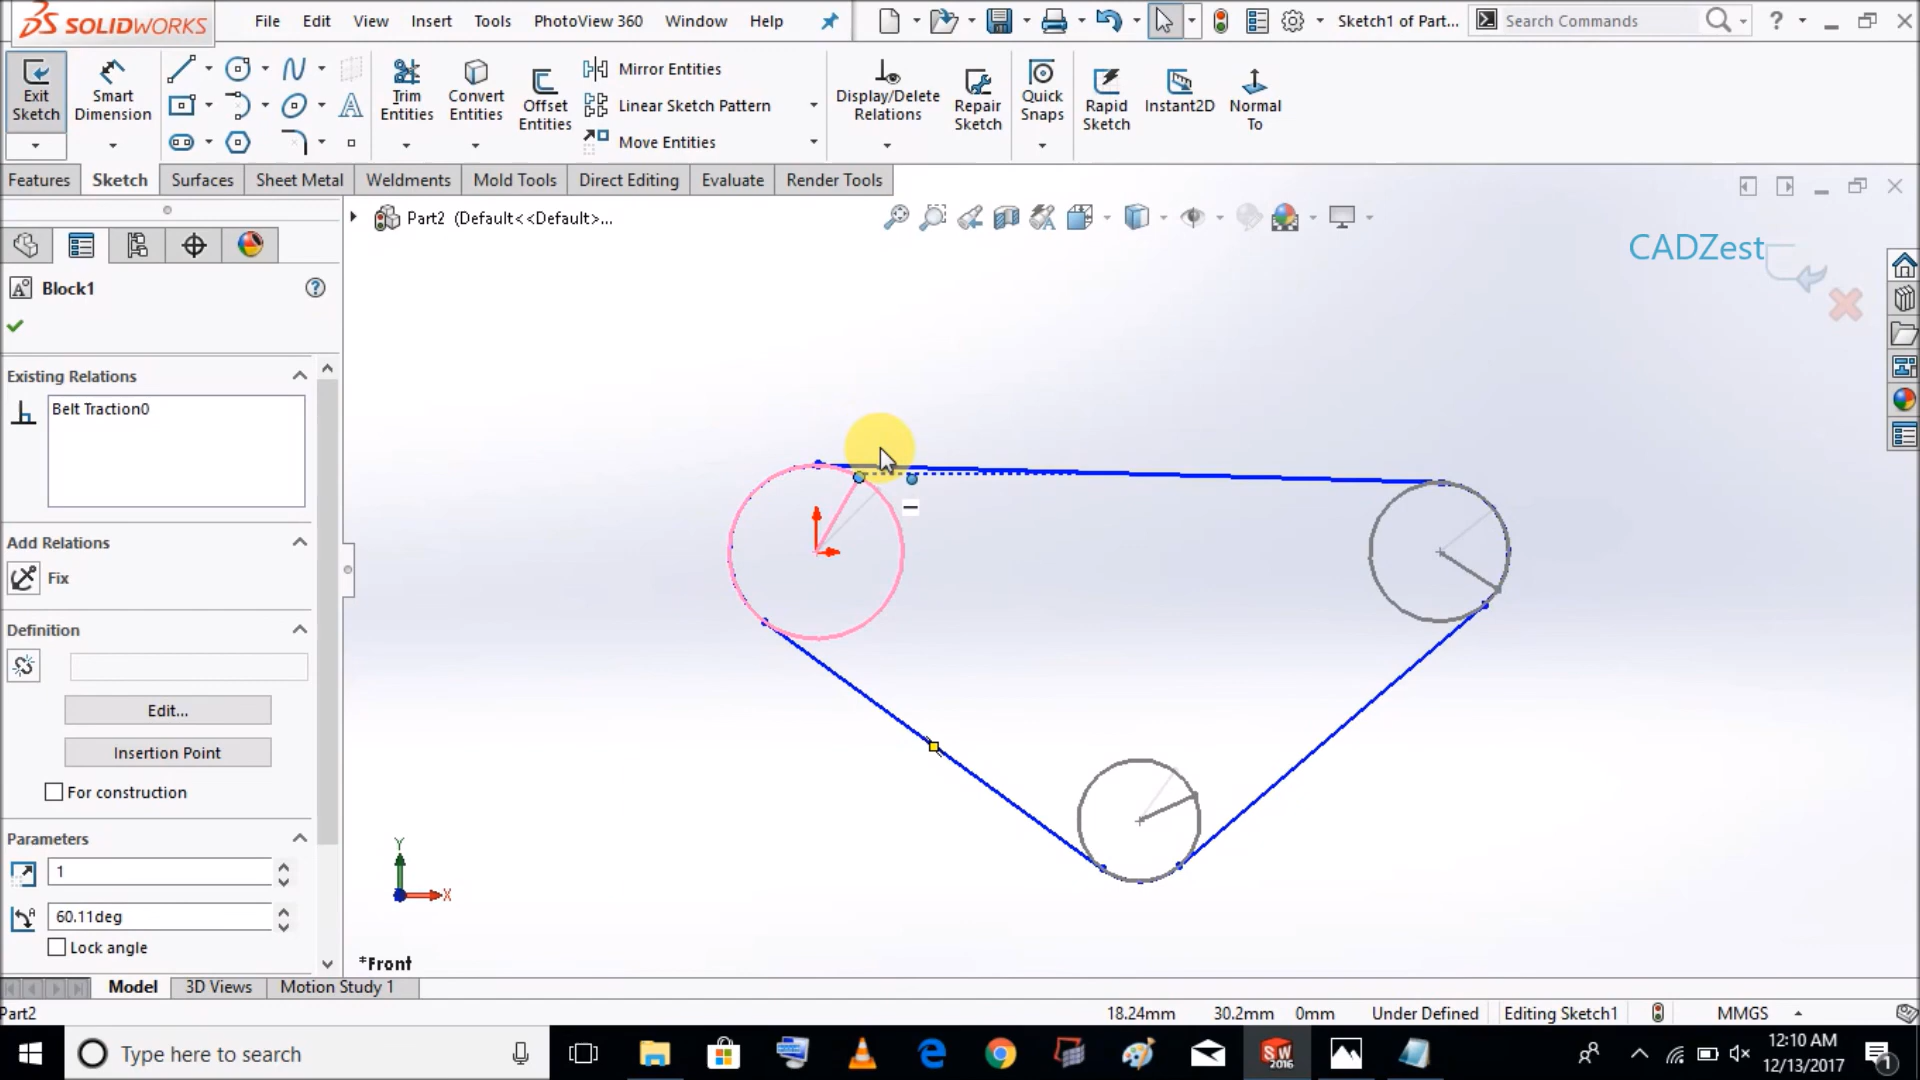 SOLIDWORKS File Edit View Insert Tools PhotoView 360 Window Help Sketch1 of Part... Search Commands ?
Exit Sketch
Smart Dimension
Trim Entities
Convert Entities
Offset Entities
Mirror Entities
Linear Sketch Pattern
Move Entities
Display/Delete Relations
Repair Sketch
Quick Snaps
Rapid Sketch
Instant2D
Normal To
Features Sketch Surfaces Sheet Metal Weldments Mold Tools Direct Editing Evaluate Render Tools
Part2 (Default<<Default>...
CADZest
Block1
Existing Relations
Belt Traction0
Add Relations
Fix
Definition
Edit...
Insertion Point
For construction
Parameters
1
60.11deg
Lock angle
Y
X
*Front
Model 3D Views Motion Study 1
Part2 18.24mm 30.2mm 0mm Under Defined Editing Sketch1 MMGS
Type here to search
SW
2016
12:10 AM
12/13/2017
1